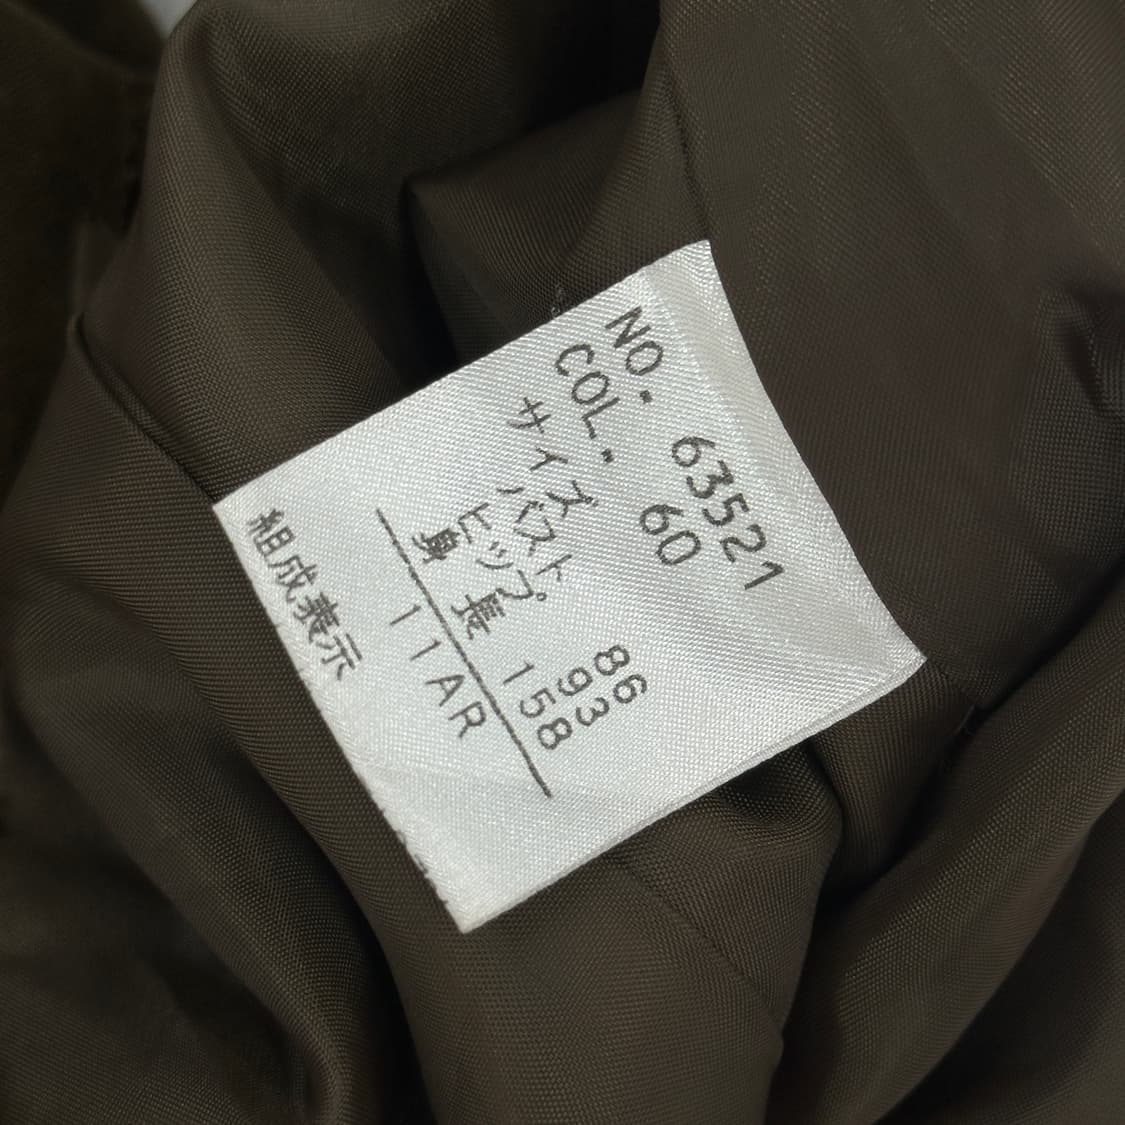 NO. 63521
COL. 60
サイズ
バスト 86
ヒップ 93
身長 158
11AR
組成表示